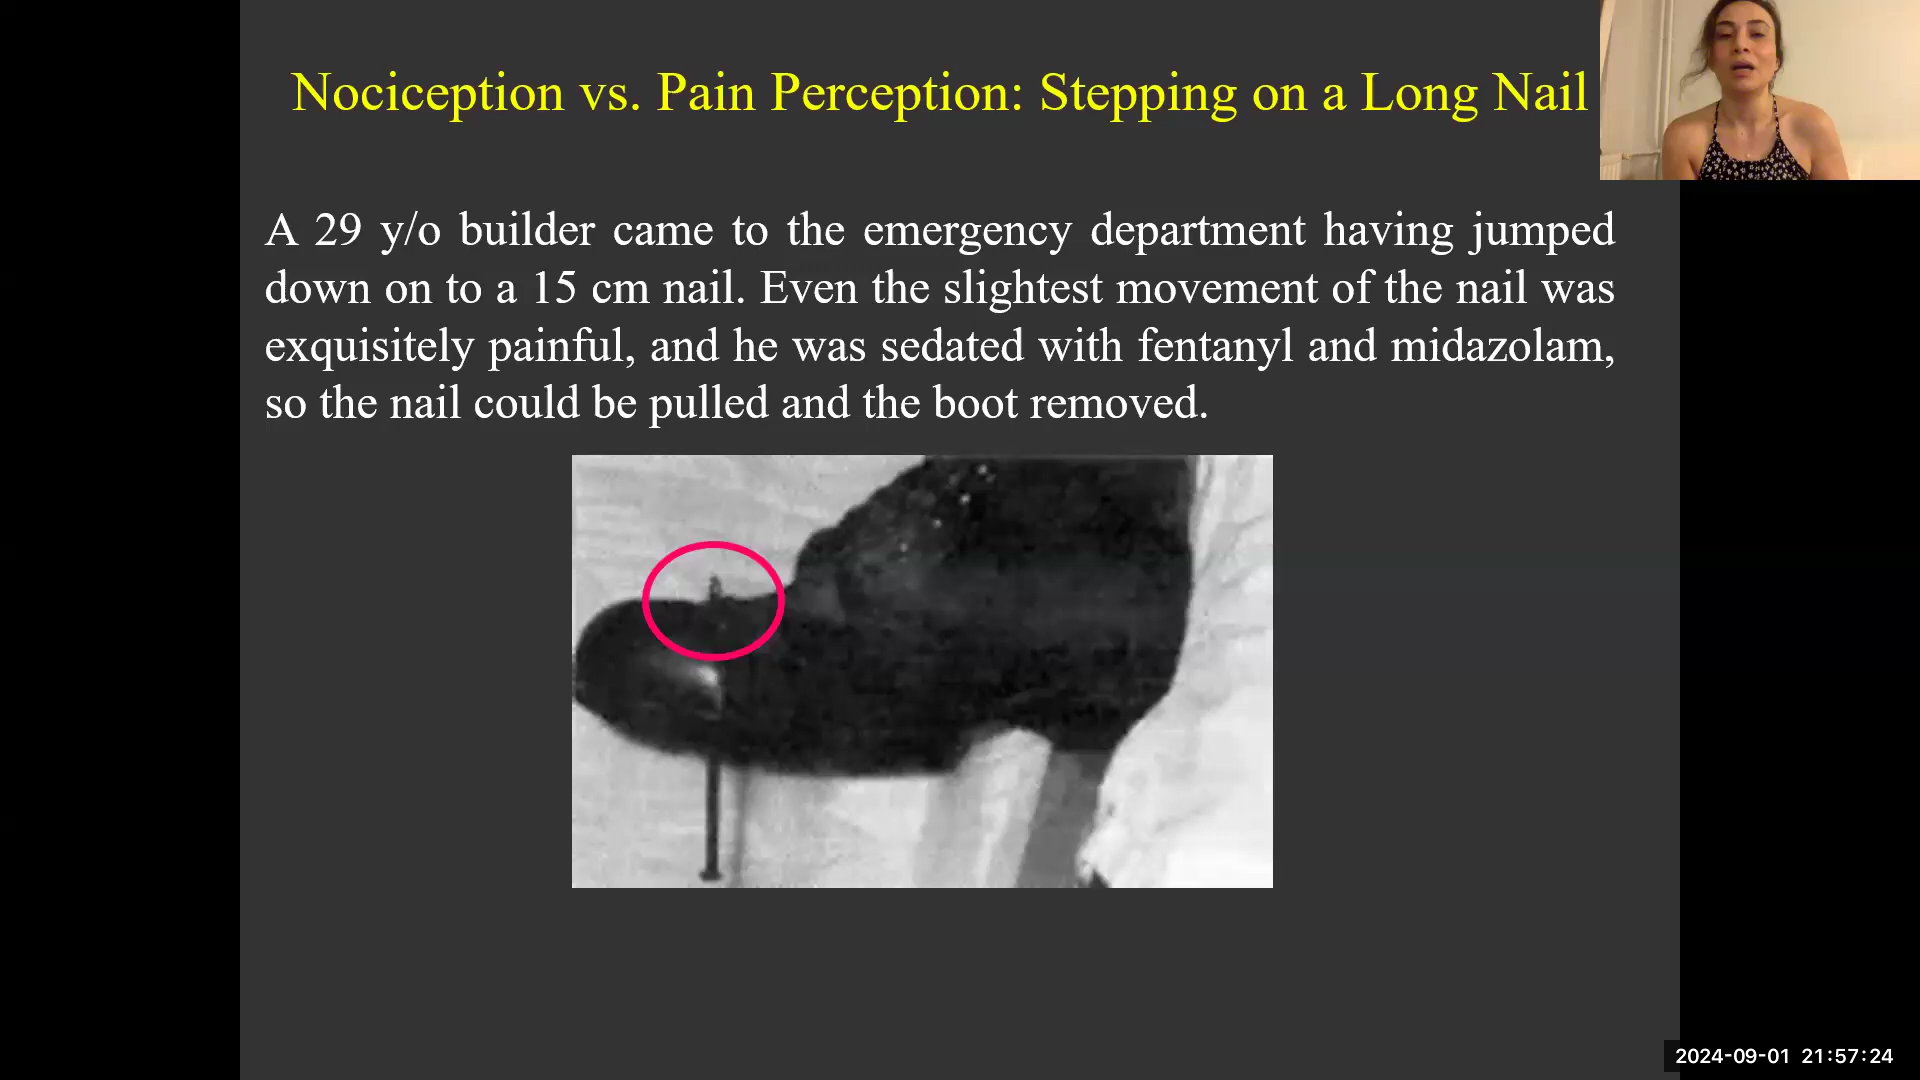 Nociception vs. Pain Perception: Stepping on a Long Nail
A 29 y/o builder came to the emergency department having jumped
down on to a 15 cm nail. Even the slightest movement of the nail was
exquisitely painful, and he was sedated with fentanyl and midazolam,
so the nail could be pulled and the boot removed.
2024-09-01 21:57:24